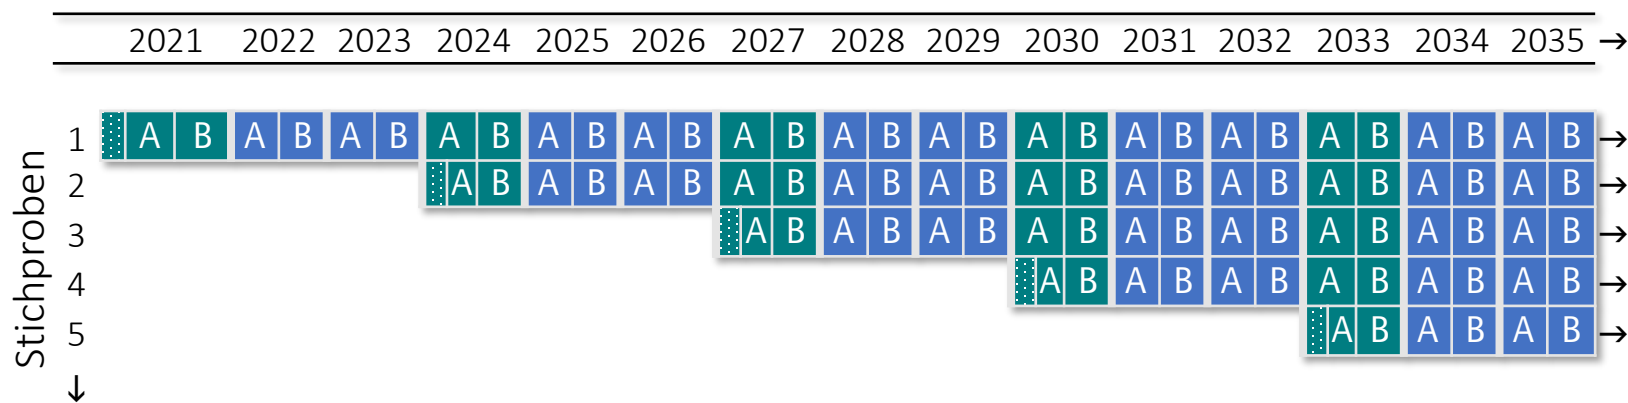 2021 2022 2023 2024 2025 2026 2027 2028 2029 2030 2031 2032 2033 2034 2035 →
Stichproben →
1 A B A B A B A B A B A B A B A B A B A B A B A B A B A B A B →
2 A B A B A B A B A B A B A B A B A B A B A B A B →
3 A B A B A B A B A B A B A B A B A B →
4 A B A B A B A B A B A B →
5 A B A B A B →